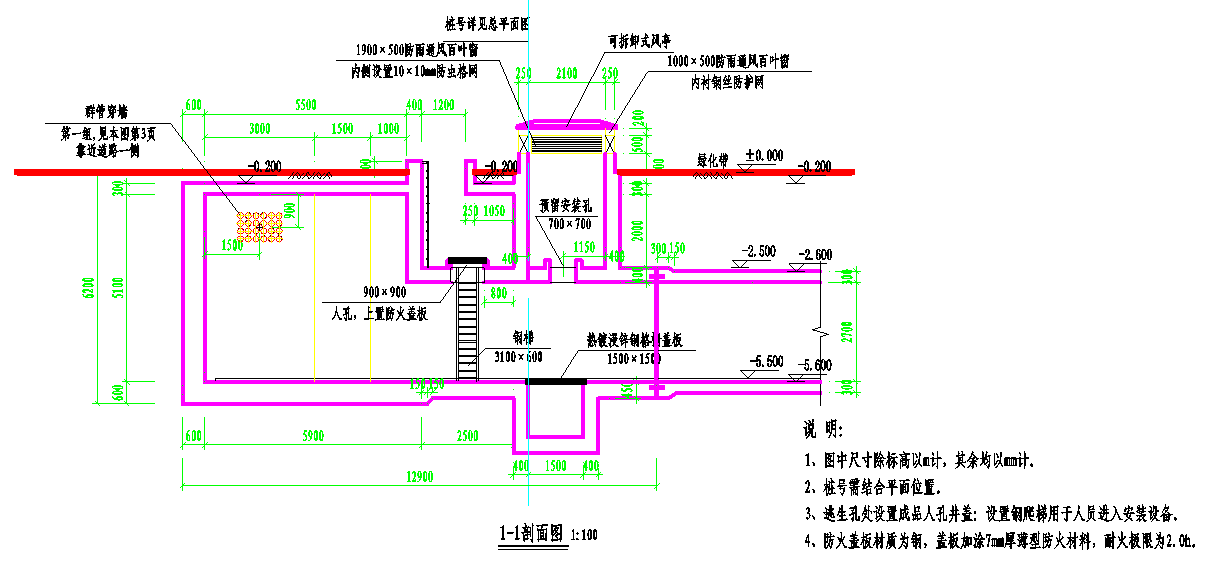 桩号详见总平面图
1900×500防雨通风百叶窗
内侧设置10×10mm防虫格网
可拆卸式风亭
1000×500防雨通风百叶窗
内衬钢丝防护网
250
2100
250
群管穿墙
第一组,见本图第3页
靠近道路一侧
600
5500
400
1200
3000
1500
1000
200
500
-0.200
-0.200
绿化带
±0.000
-0.200
300
300
900
1500
250
1050
预留安装孔
700×700
2000
1150
400
400
300
150
-2.500
-2.600
6200
5100
900×900
人孔，上置防火盖板
800
300
2700
钢梯
3100×600
热镀浸锌钢格栅盖板
1500×1500
-5.500
-5.600
600
450
300
600
5900
2500
400
1500
400
12900
1-1剖面图 1:100
说 明:
1、图中尺寸除标高以m计，其余均以mm计.
2、桩号需结合平面位置.
3、逃生孔处设置成品人孔井盖；设置钢爬梯用于人员进入安装设备.
4、防火盖板材质为钢，盖板加涂7mm厚薄型防火材料，耐火极限为2.0h.